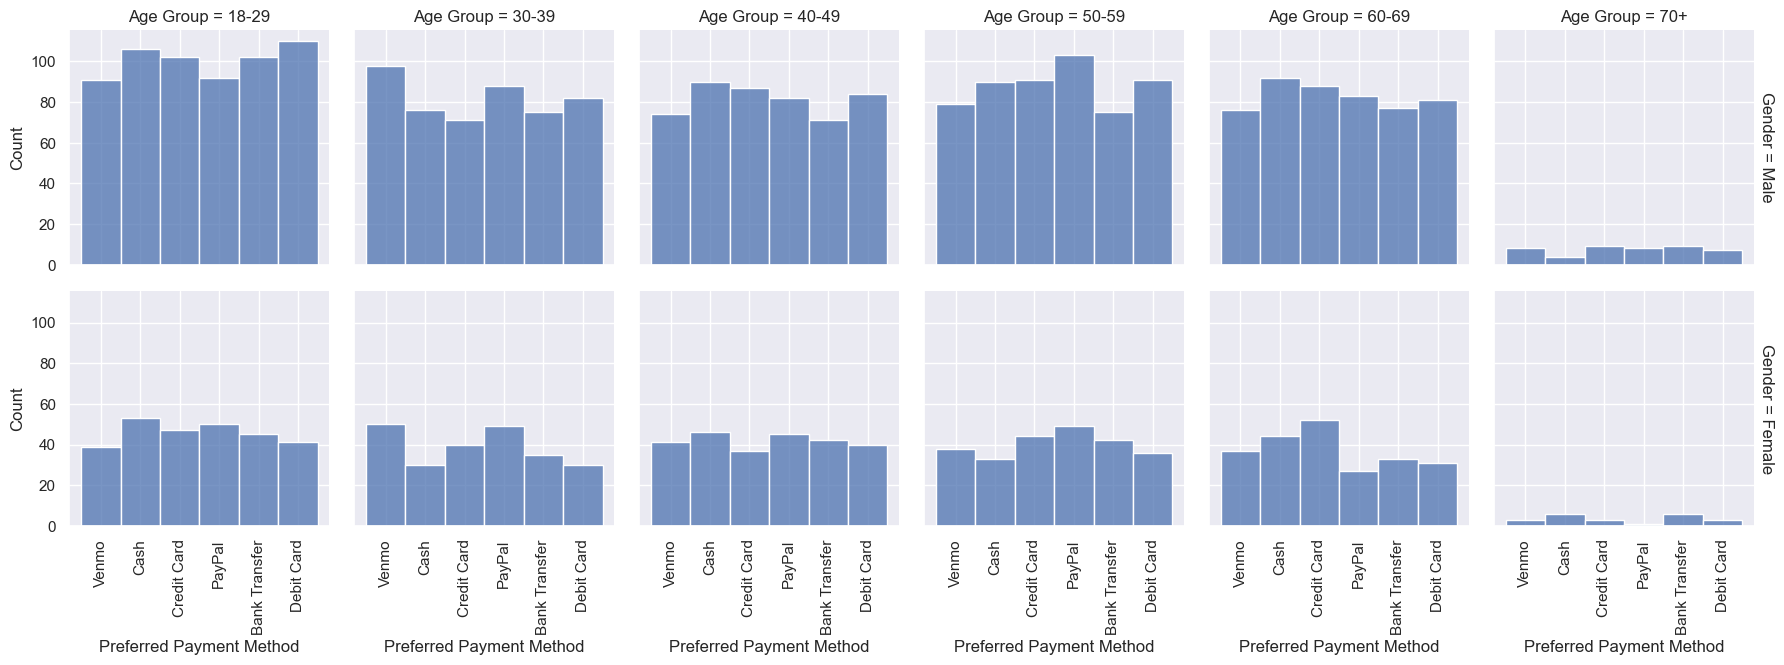 Age Group = 18-29
Age Group = 30-39
Age Group = 40-49
Age Group = 50-59
Age Group = 60-69
Age Group = 70+
Count
100
80
60
40
20
0
Gender = Male
Count
100
80
60
40
20
0
Gender = Female
Venmo
Cash
Credit Card
PayPal
Bank Transfer
Debit Card
Venmo
Cash
Credit Card
PayPal
Bank Transfer
Debit Card
Venmo
Cash
Credit Card
PayPal
Bank Transfer
Debit Card
Venmo
Cash
Credit Card
PayPal
Bank Transfer
Debit Card
Venmo
Cash
Credit Card
PayPal
Bank Transfer
Debit Card
Venmo
Cash
Credit Card
PayPal
Bank Transfer
Debit Card
Preferred Payment Method
Preferred Payment Method
Preferred Payment Method
Preferred Payment Method
Preferred Payment Method
Preferred Payment Method